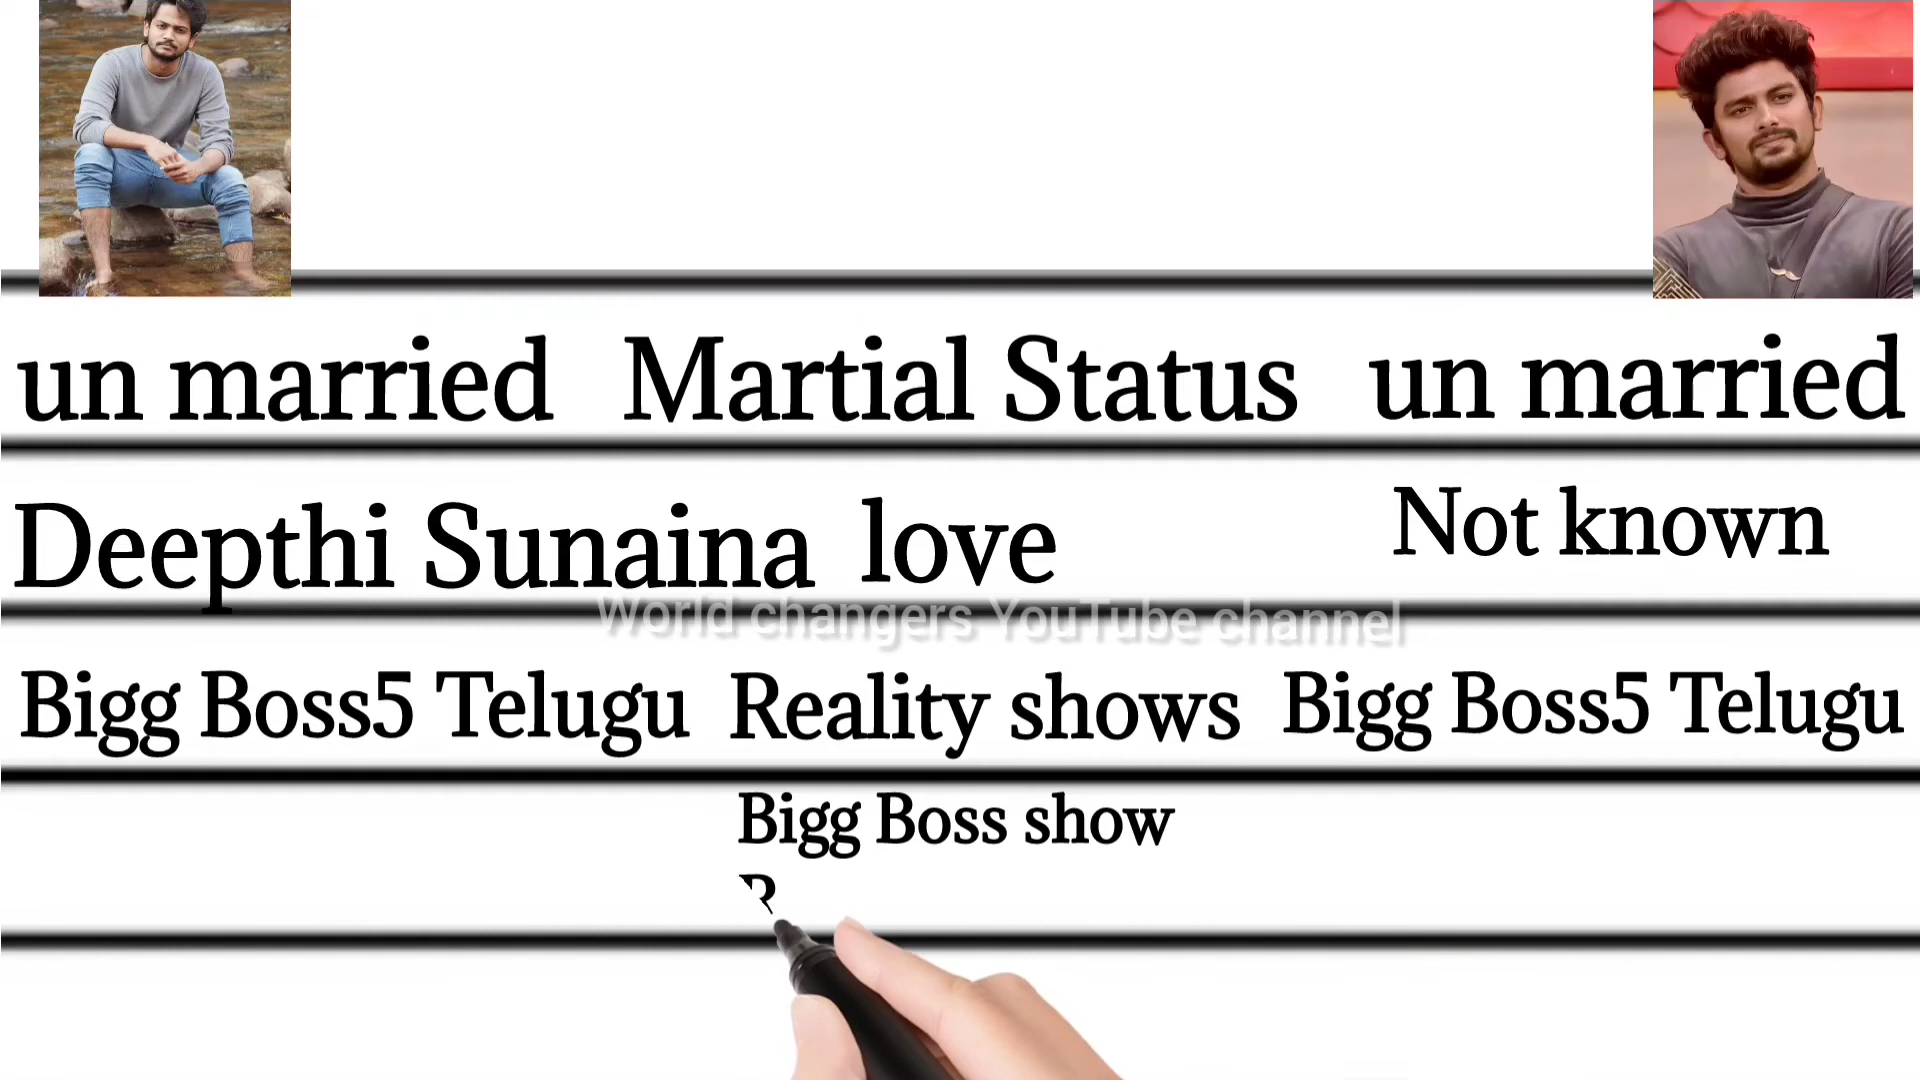 un married Martial Status un married
Deepthi Sunaina love Not known
World changers YouTube channel
Bigg Boss5 Telugu Reality shows Bigg Boss5 Telugu
Bigg Boss show